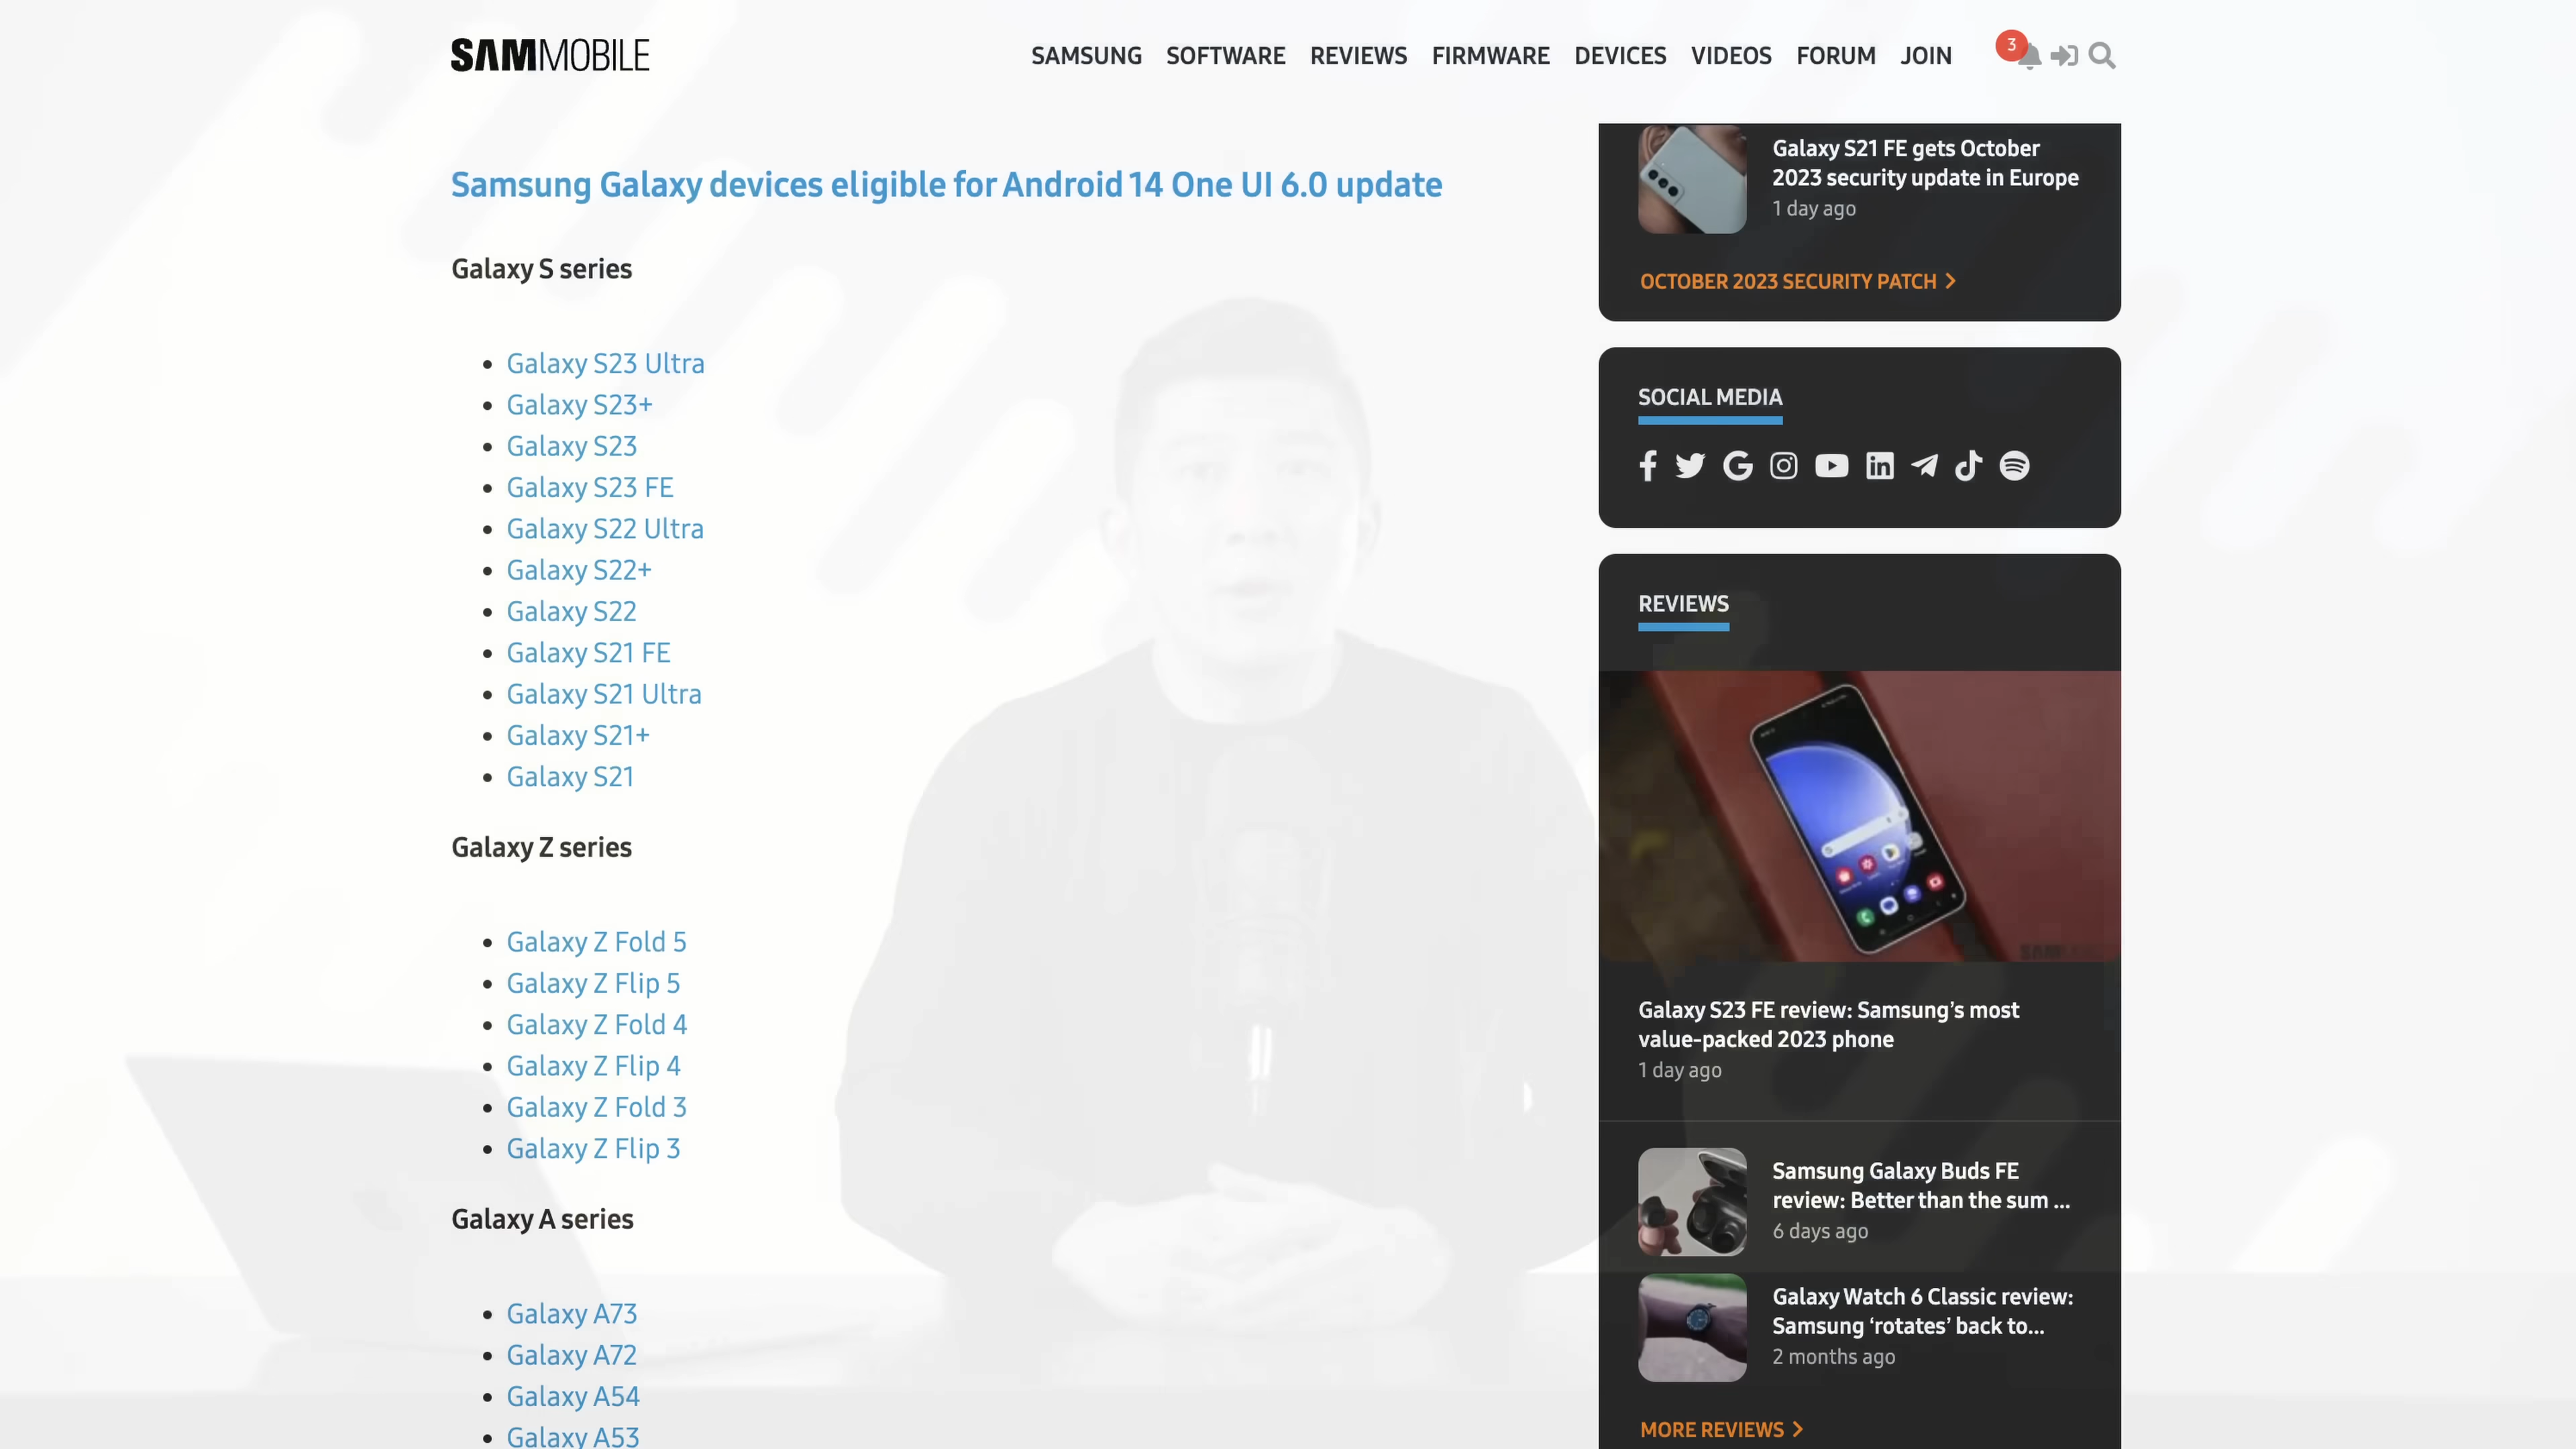 SAMMOBILE
SAMSUNG SOFTWARE REVIEWS FIRMWARE DEVICES VIDEOS FORUM JOIN
3
Samsung Galaxy devices eligible for Android 14 One UI 6.0 update
Galaxy S series
Galaxy S23 Ultra
Galaxy S23+
Galaxy S23
Galaxy S23 FE
Galaxy S22 Ultra
Galaxy S22+
Galaxy S22
Galaxy S21 FE
Galaxy S21 Ultra
Galaxy S21+
Galaxy S21
Galaxy Z series
Galaxy Z Fold 5
Galaxy Z Flip 5
Galaxy Z Fold 4
Galaxy Z Flip 4
Galaxy Z Fold 3
Galaxy Z Flip 3
Galaxy A series
Galaxy A73
Galaxy A72
Galaxy A54
Galaxy A53
Galaxy S21 FE gets October
2023 security update in Europe
1 day ago
OCTOBER 2023 SECURITY PATCH
SOCIAL MEDIA
REVIEWS
Galaxy S23 FE review: Samsung’s most
value-packed 2023 phone
1 day ago
Samsung Galaxy Buds FE
review: Better than the sum ...
6 days ago
Galaxy Watch 6 Classic review:
Samsung ‘rotates’ back to...
2 months ago
MORE REVIEWS